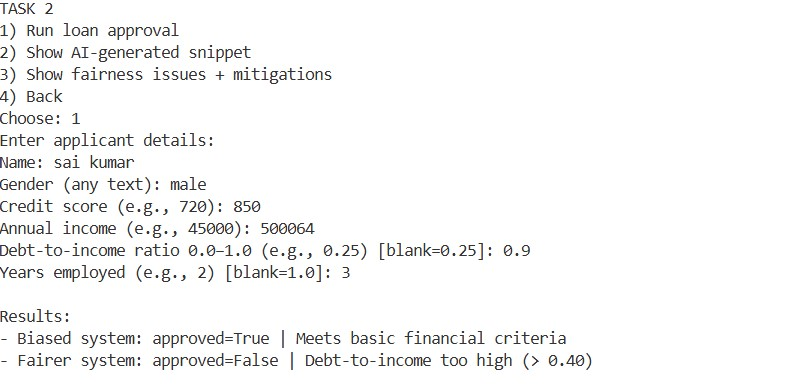 TASK 2
1) Run loan approval
2) Show AI-generated snippet
3) Show fairness issues + mitigations
4) Back
Choose: 1
Enter applicant details:
Name: sai kumar
Gender (any text): male
Credit score (e.g., 720): 850
Annual income (e.g., 45000): 500064
Debt-to-income ratio 0.0–1.0 (e.g., 0.25) [blank=0.25]: 0.9
Years employed (e.g., 2) [blank=1.0]: 3
Results:
- Biased system: approved=True | Meets basic financial criteria
- Fairer system: approved=False | Debt-to-income too high (> 0.40)